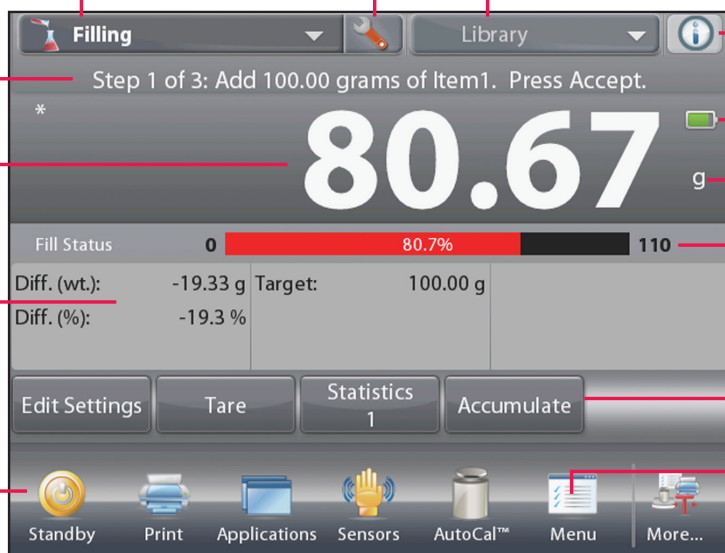 Filling
Library
Step 1 of 3: Add 100.00 grams of Item1. Press Accept.
*
80.67
g
Fill Status 0 80.7% 110
Diff. (wt.): -19.33 g Target: 100.00 g
Diff. (%): -19.3 %
Edit Settings
Tare
Statistics
1
Accumulate
Standby
Print
Applications
Sensors
AutoCal™
Menu
More...